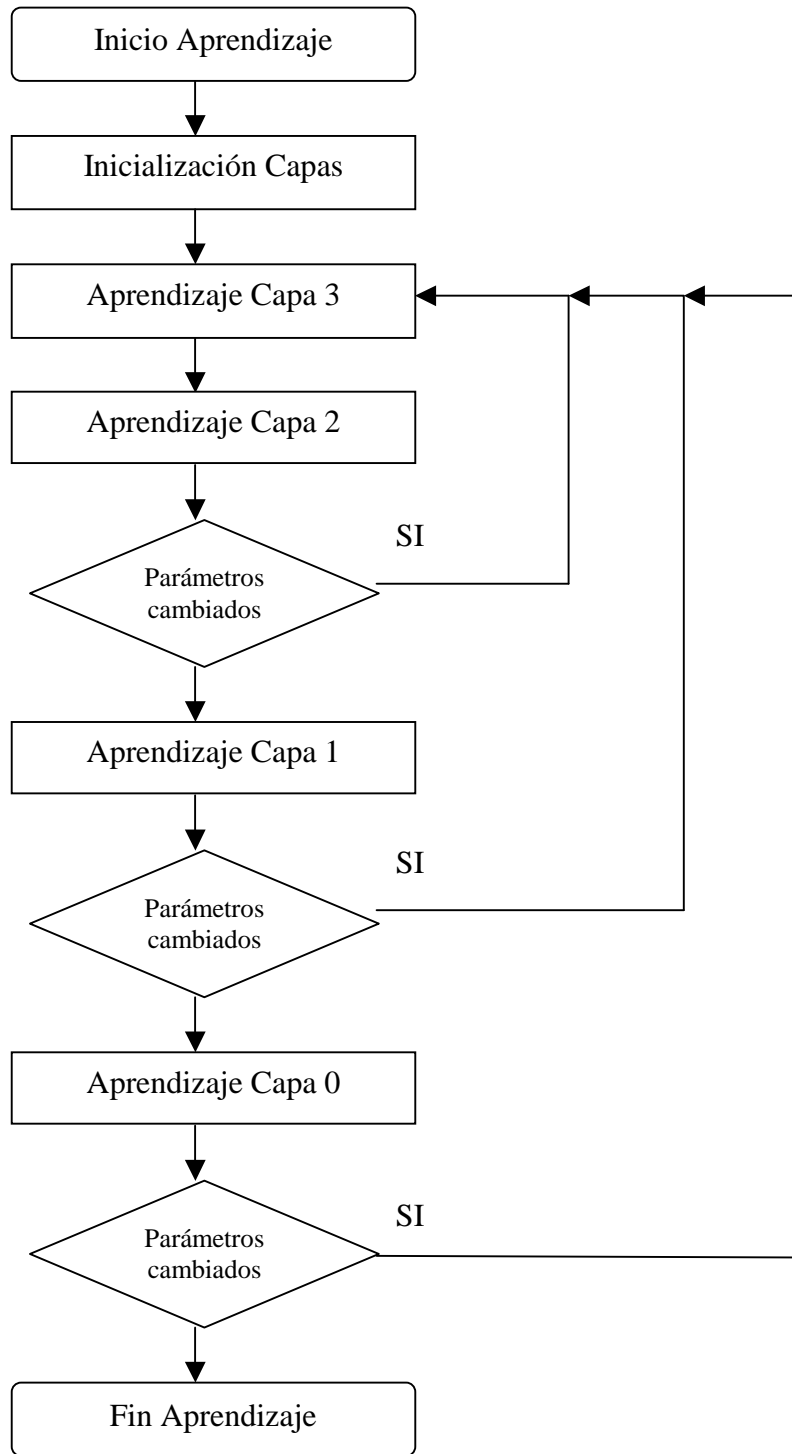 Inicio Aprendizaje
Inicialización Capas
Aprendizaje Capa 3
Aprendizaje Capa 2
SI
Parámetros
cambiados
Aprendizaje Capa 1
SI
Parámetros
cambiados
Aprendizaje Capa 0
SI
Parámetros
cambiados
Fin Aprendizaje